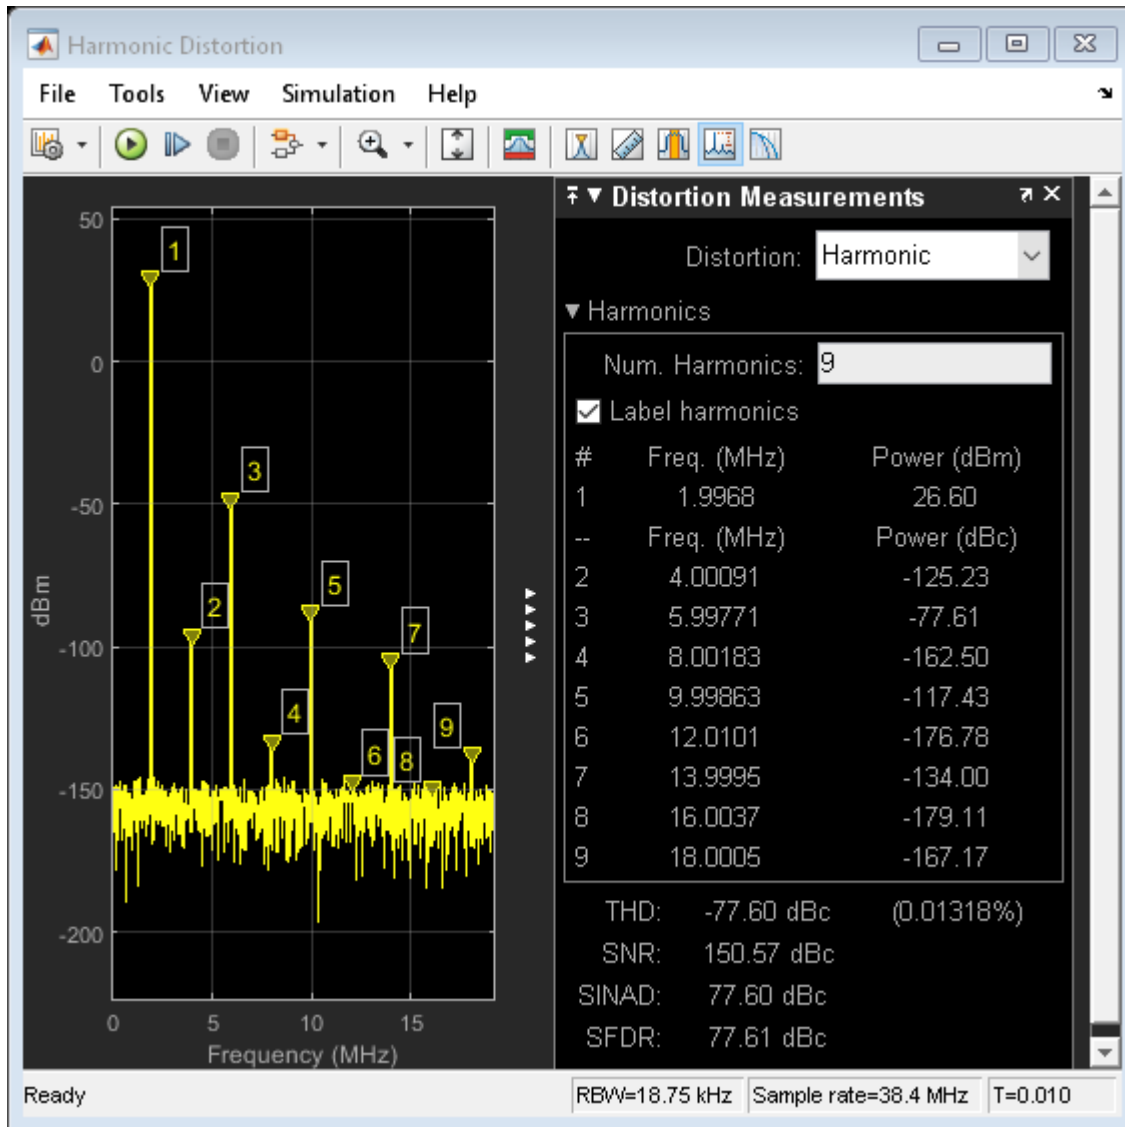 Harmonic Distortion
File Tools View Simulation Help
50
0
-50
-100
-150
-200
dBm
0 5 10 15
Frequency (MHz)
1
2
3
4
5
6
7
8
9
Distortion Measurements
Distortion: Harmonic
Harmonics
Num. Harmonics: 9
Label harmonics
# Freq. (MHz) Power (dBm)
1 1.9968 26.60
-- Freq. (MHz) Power (dBc)
2 4.00091 -125.23
3 5.99771 -77.61
4 8.00183 -162.50
5 9.99863 -117.43
6 12.0101 -176.78
7 13.9995 -134.00
8 16.0037 -179.11
9 18.0005 -167.17
THD: -77.60 dBc (0.01318%)
SNR: 150.57 dBc
SINAD: 77.60 dBc
SFDR: 77.61 dBc
Ready RBW=18.75 kHz Sample rate=38.4 MHz T=0.010